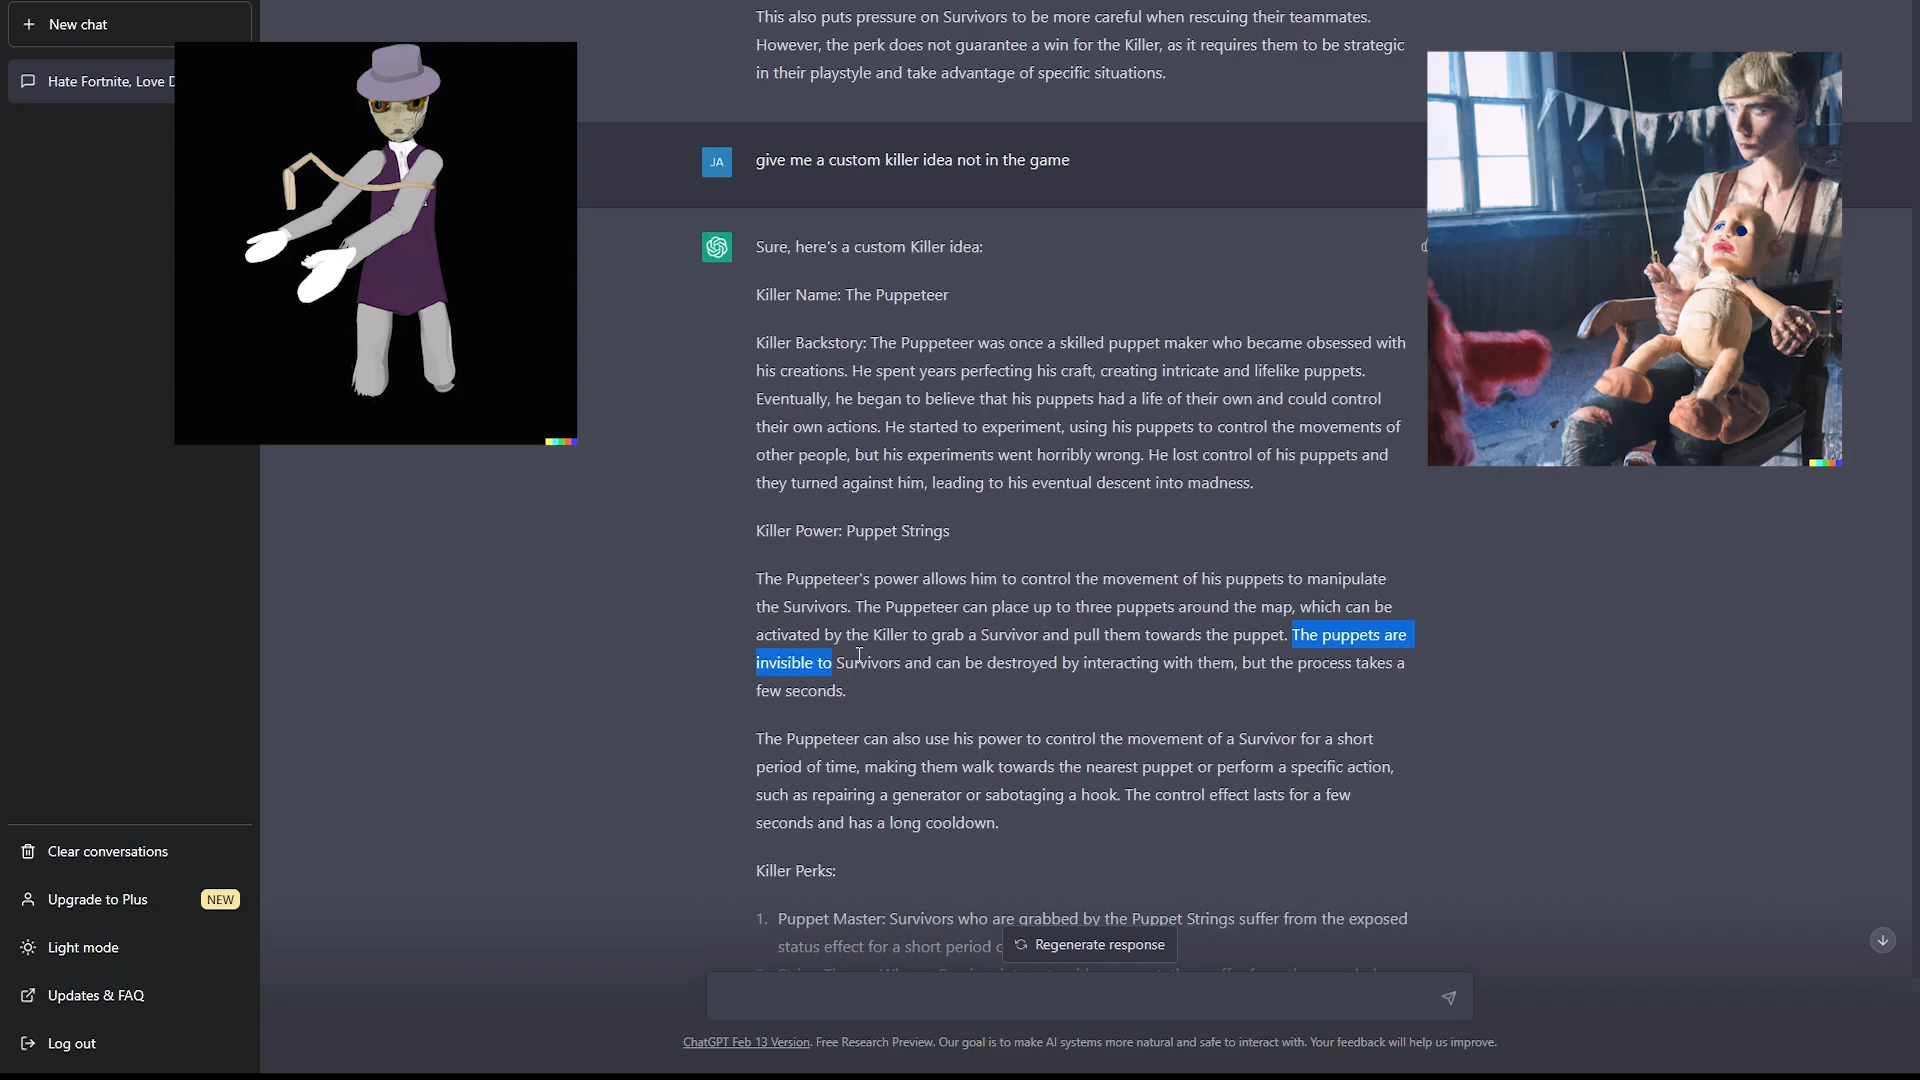 New chat
Hate Fortnite, Love D
Clear conversations
Upgrade to Plus NEW
Light mode
Updates & FAQ
Log out
This also puts pressure on Survivors to be more careful when rescuing their teammates.
However, the perk does not guarantee a win for the Killer, as it requires them to be strategic
in their playstyle and take advantage of specific situations.
JA
give me a custom killer idea not in the game
Sure, here's a custom Killer idea:
Killer Name: The Puppeteer
Killer Backstory: The Puppeteer was once a skilled puppet maker who became obsessed with
his creations. He spent years perfecting his craft, creating intricate and lifelike puppets.
Eventually, he began to believe that his puppets had a life of their own and could control
their own actions. He started to experiment, using his puppets to control the movements of
other people, but his experiments went horribly wrong. He lost control of his puppets and
they turned against him, leading to his eventual descent into madness.
Killer Power: Puppet Strings
The Puppeteer's power allows him to control the movement of his puppets to manipulate
the Survivors. The Puppeteer can place up to three puppets around the map, which can be
activated by the Killer to grab a Survivor and pull them towards the puppet. The puppets are
invisible to Survivors and can be destroyed by interacting with them, but the process takes a
few seconds.
The Puppeteer can also use his power to control the movement of a Survivor for a short
period of time, making them walk towards the nearest puppet or perform a specific action,
such as repairing a generator or sabotaging a hook. The control effect lasts for a few
seconds and has a long cooldown.
Killer Perks:
1. Puppet Master: Survivors who are grabbed by the Puppet Strings suffer from the exposed
status effect for a short period
Regenerate response
ChatGPT Feb 13 Version. Free Research Preview. Our goal is to make AI systems more natural and safe to interact with. Your feedback will help us improve.